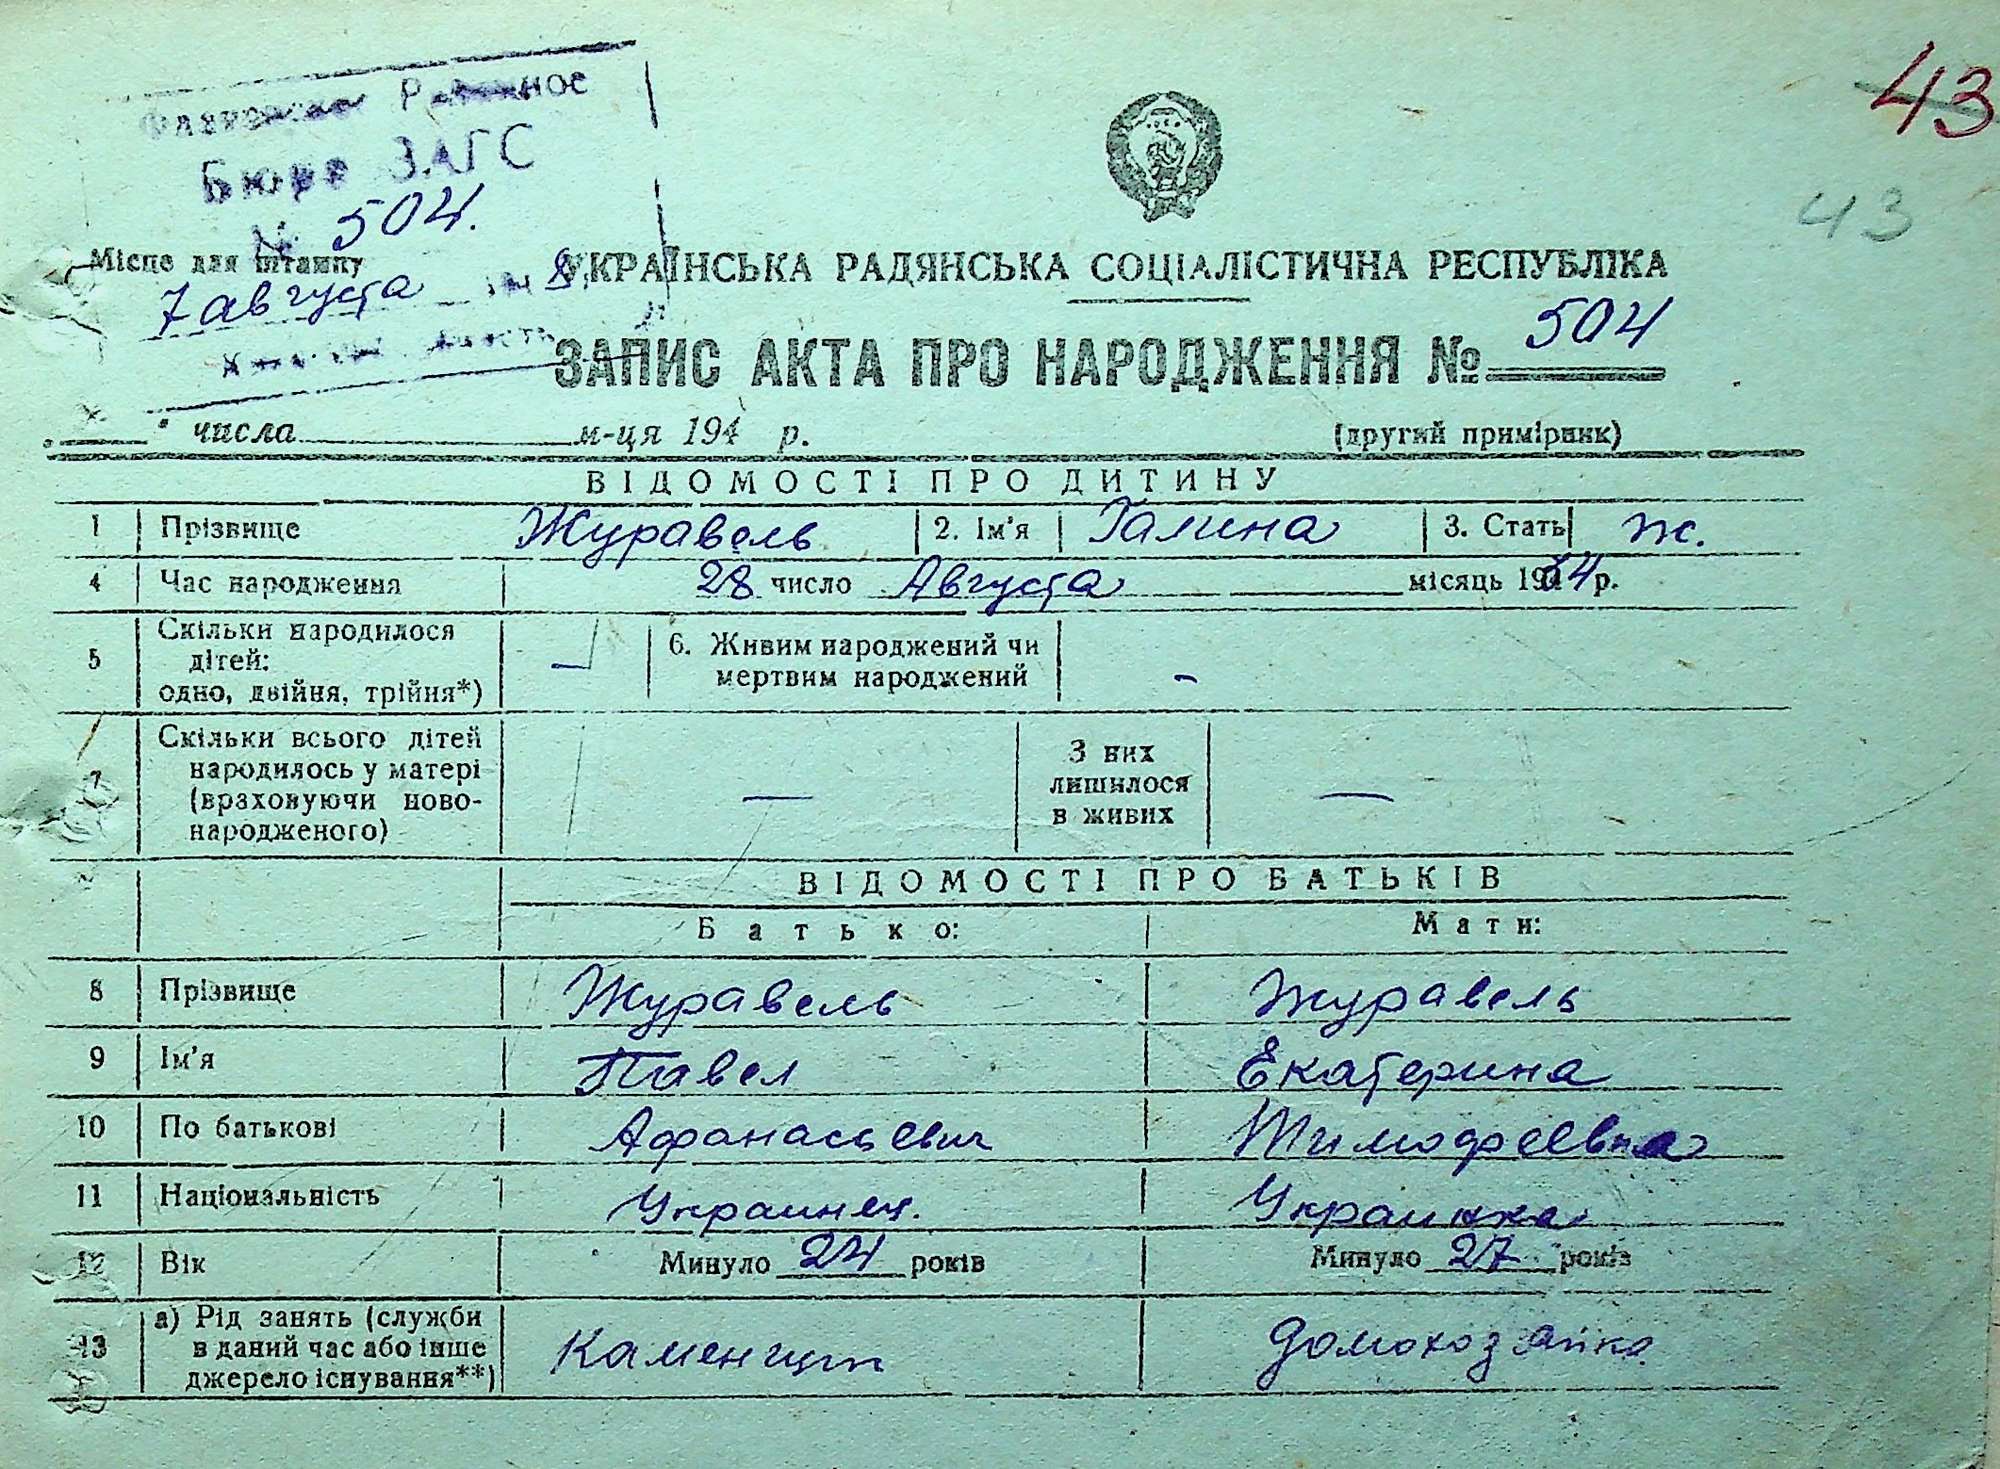 43
Районное
Бюро ЗАГС
№ 504.
43
Місце для штампу
7 августа
УКРАЇНСЬКА РАДЯНСЬКА СОЦІАЛІСТИЧНА РЕСПУБЛІКА
ЗАПИС АКТА ПРО НАРОДЖЕННЯ № 504
" числа м-ця 194 р. (другий примірник)
ВІДОМОСТІ ПРО ДИТИНУ
1 Прізвище Журавель 2. Ім'я Галина 3. Стать ж.
4 Час народження 28 число Августа місяць 1934 р.
5 Скільки народилося дітей: одно, двійня, трійня*) — 6. Живим народжений чи мертвим народжений -
7 Скільки всього дітей народилось у матері (враховуючи ново-народженого) — З них лишилося в живих —
ВІДОМОСТІ ПРО БАТЬКІВ
Батько: Мати:
8 Прізвище Журавель Журавель
9 Ім'я Павел Екатерина
10 По батькові Афанасьевич Тимофеевна
11 Національність Украинец. Украинка
12 Вік Минуло 24 років Минуло 27 років
13 а) Рід занять (служби в даний час або інше джерело існування**) Каменщик Домохозяйка